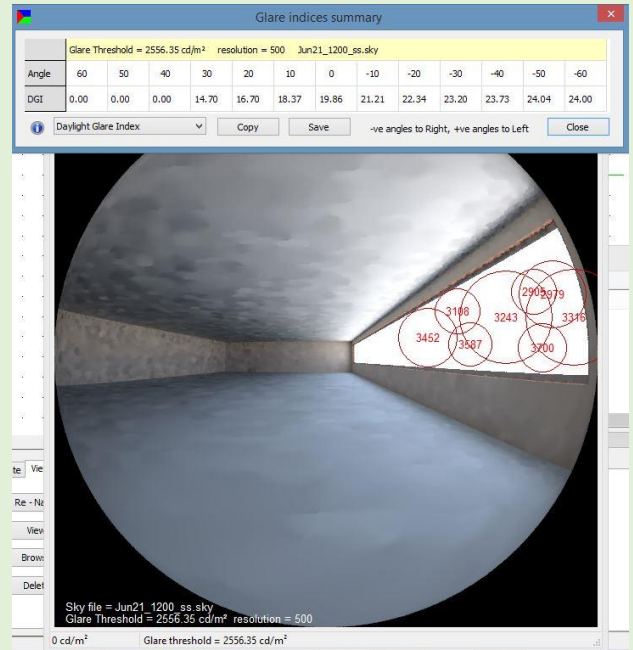 Glare indices summary
Glare Threshold = 2556.35 cd/m² resolution = 500 Jun21_1200_ss.sky
Angle 60 50 40 30 20 10 0 -10 -20 -30 -40 -50 -60
DGI 0.00 0.00 0.00 14.70 16.70 18.37 19.86 21.21 22.34 23.20 23.73 24.04 24.00
Daylight Glare Index Copy Save -ve angles to Right, +ve angles to Left Close
2905 2979
3108 3243 3316
3452 3587 3700
te Vie
Re - Na
View
Brows
Delet
Sky file = Jun21_1200_ss.sky
Glare Threshold = 2556.35 cd/m² resolution = 500
0 cd/m² Glare threshold = 2556.35 cd/m²